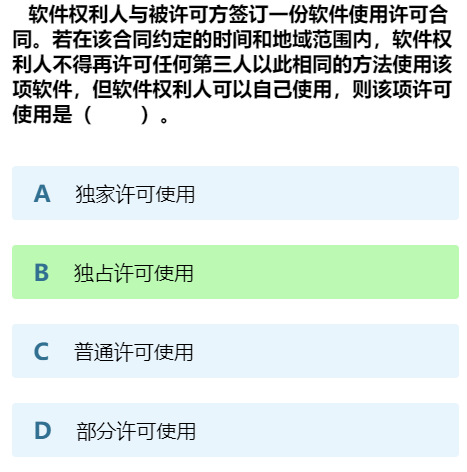 软件权利人与被许可方签订一份软件使用许可合
同。若在该合同约定的时间和地域范围内，软件权
利人不得再许可任何第三人以此相同的方法使用该
项软件，但软件权利人可以自己使用，则该项许可
使用是（　　）。
A 独家许可使用
B 独占许可使用
C 普通许可使用
D 部分许可使用